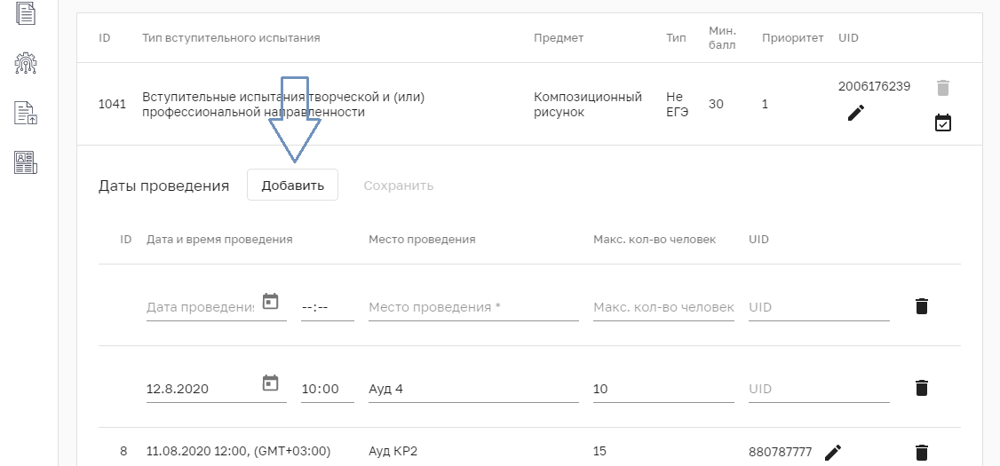 ID Тип вступительного испытания Предмет Тип Мин. балл Приоритет UID
1041 Вступительные испытания творческой и (или) профессиональной направленности Композиционный рисунок Не ЕГЭ 30 1 2006176239
Даты проведения Добавить Сохранить
ID Дата и время проведения Место проведения Макс. кол-во человек UID
Дата проведения --:-- Место проведения * Макс. кол-во человек UID
12.8.2020 10:00 Ауд 4 10 UID
8 11.08.2020 12:00, (GMT+03:00) Ауд КР2 15 880787777